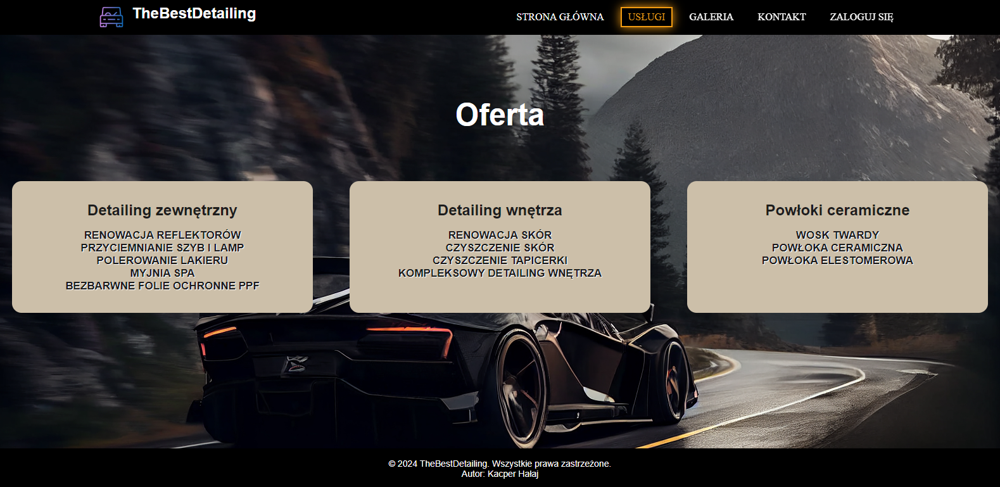 TheBestDetailing
STRONA GŁÓWNA
USŁUGI
GALERIA
KONTAKT
ZALOGUJ SIĘ
Oferta
Detailing zewnętrzny
RENOWACJA REFLEKTORÓW
PRZYCIEMNIANIE SZYB I LAMP
POLEROWANIE LAKIERU
MYJNIA SPA
BEZBARWNE FOLIE OCHRONNE PPF
Detailing wnętrza
RENOWACJA SKÓR
CZYSZCZENIE SKÓR
CZYSZCZENIE TAPICERKI
KOMPLEKSOWY DETAILING WNĘTRZA
Powłoki ceramiczne
WOSK TWARDY
POWŁOKA CERAMICZNA
POWŁOKA ELESTOMEROWA
© 2024 TheBestDetailing. Wszystkie prawa zastrzeżone.
Autor: Kacper Hałaj